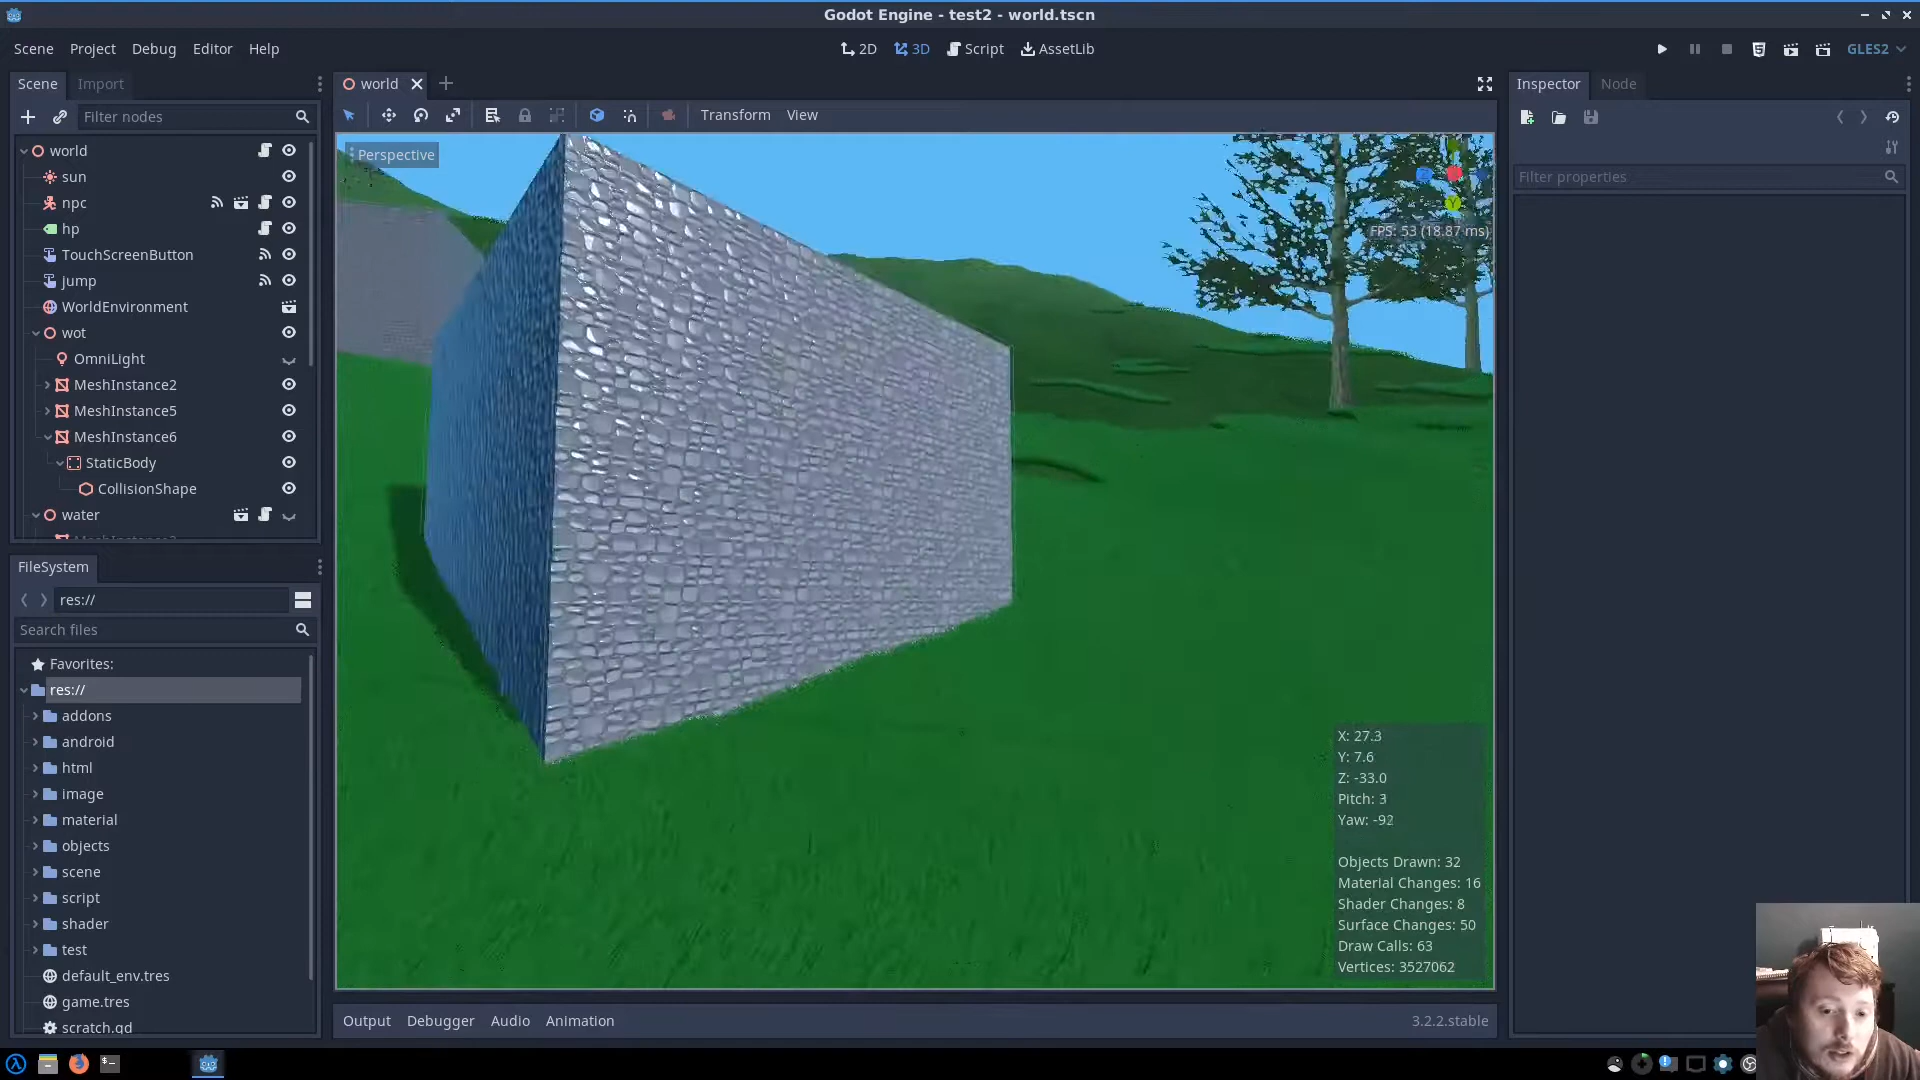 Godot Engine - test2 - world.tscn
Scene Project Debug Editor Help
2D 3D Script AssetLib
GLES2
Scene Import
Filter nodes
world
sun
npc
hp
TouchScreenButton
jump
WorldEnvironment
wot
OmniLight
MeshInstance2
MeshInstance5
MeshInstance6
StaticBody
CollisionShape
water
FileSystem
res://
Search files
Favorites:
res://
addons
android
html
image
material
objects
scene
script
shader
test
default_env.tres
game.tres
scratch.gd
world
Transform View
Perspective
Z
Y
FPS: 53 (18.87 ms)
X: 27.3
Y: 7.6
Z: -33.0
Pitch: 3
Yaw: -92
Objects Drawn: 32
Material Changes: 16
Shader Changes: 8
Surface Changes: 50
Draw Calls: 63
Vertices: 3527062
Output Debugger Audio Animation
3.2.2.stable
Inspector Node
Filter properties